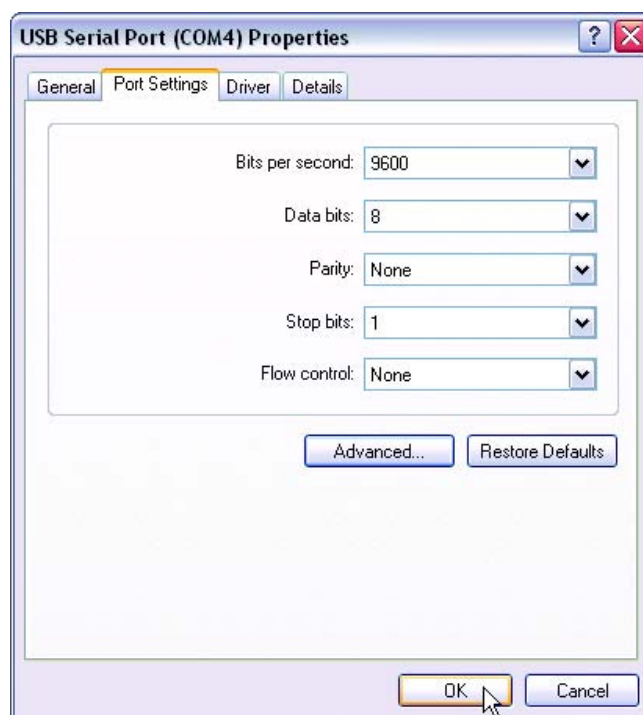 USB Serial Port (COM4) Properties
General Port Settings Driver Details
Bits per second: 9600
Data bits: 8
Parity: None
Stop bits: 1
Flow control: None
Advanced... Restore Defaults
OK Cancel